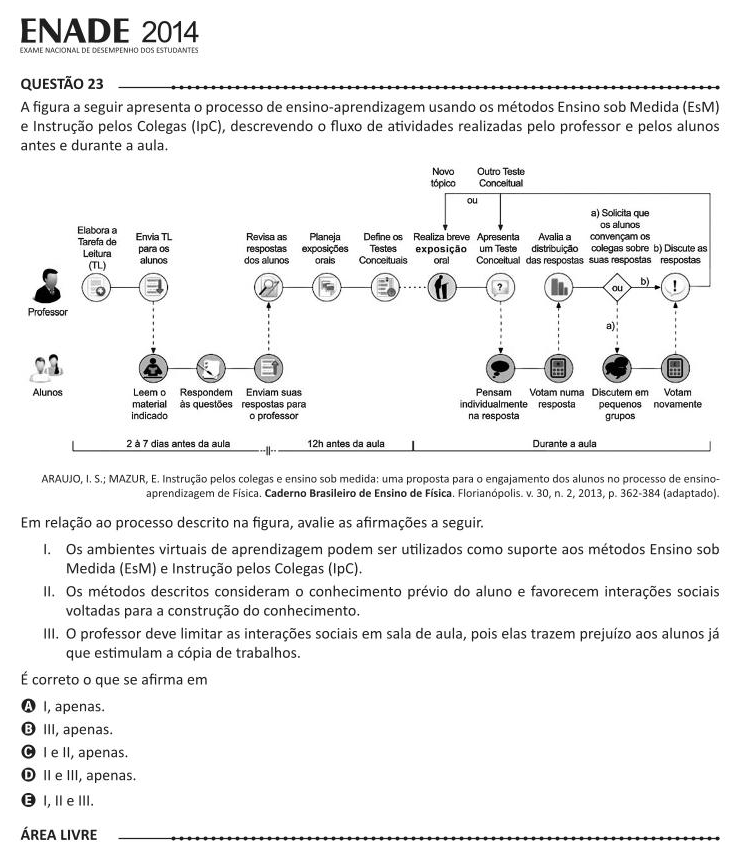 ENADE 2014
EXAME NACIONAL DE DESEMPENHO DOS ESTUDANTES
QUESTÃO 23
A figura a seguir apresenta o processo de ensino-aprendizagem usando os métodos Ensino sob Medida (EsM)
e Instrução pelos Colegas (IpC), descrevendo o fluxo de atividades realizadas pelo professor e pelos alunos
antes e durante a aula.
Novo
tópico
Outro Teste
Conceitual
ou
Elabora a
Tarefa de
Leitura
(TL)
Envia TL
para os
alunos
Revisa as
respostas
dos alunos
Planeja
exposições
orais
Define os
Testes
Conceituais
Realiza breve
exposição
oral
Apresenta
um Teste
Conceitual
Avalia a
distribuição
das respostas
a) Solicita que
os alunos
convençam os
colegas sobre
suas respostas
b) Discute as
respostas
?
ou
b)
!
Professor
a)
Alunos
Leem o
material
indicado
Respondem
às questões
Enviam suas
respostas para
o professor
Pensam
individualmente
na resposta
Votam numa
resposta
Discutem em
pequenos
grupos
Votam
novamente
2 à 7 dias antes da aula
12h antes da aula
Durante a aula
ARAUJO, I. S.; MAZUR, E. Instrução pelos colegas e ensino sob medida: uma proposta para o engajamento dos alunos no processo de ensino-
aprendizagem de Física. Caderno Brasileiro de Ensino de Física. Florianópolis. v. 30, n. 2, 2013, p. 362-384 (adaptado).
Em relação ao processo descrito na figura, avalie as afirmações a seguir.
I. Os ambientes virtuais de aprendizagem podem ser utilizados como suporte aos métodos Ensino sob
Medida (EsM) e Instrução pelos Colegas (IpC).
II. Os métodos descritos consideram o conhecimento prévio do aluno e favorecem interações sociais
voltadas para a construção do conhecimento.
III. O professor deve limitar as interações sociais em sala de aula, pois elas trazem prejuízo aos alunos já
que estimulam a cópia de trabalhos.
É correto o que se afirma em
A I, apenas.
B III, apenas.
C I e II, apenas.
D II e III, apenas.
E I, II e III.
ÁREA LIVRE